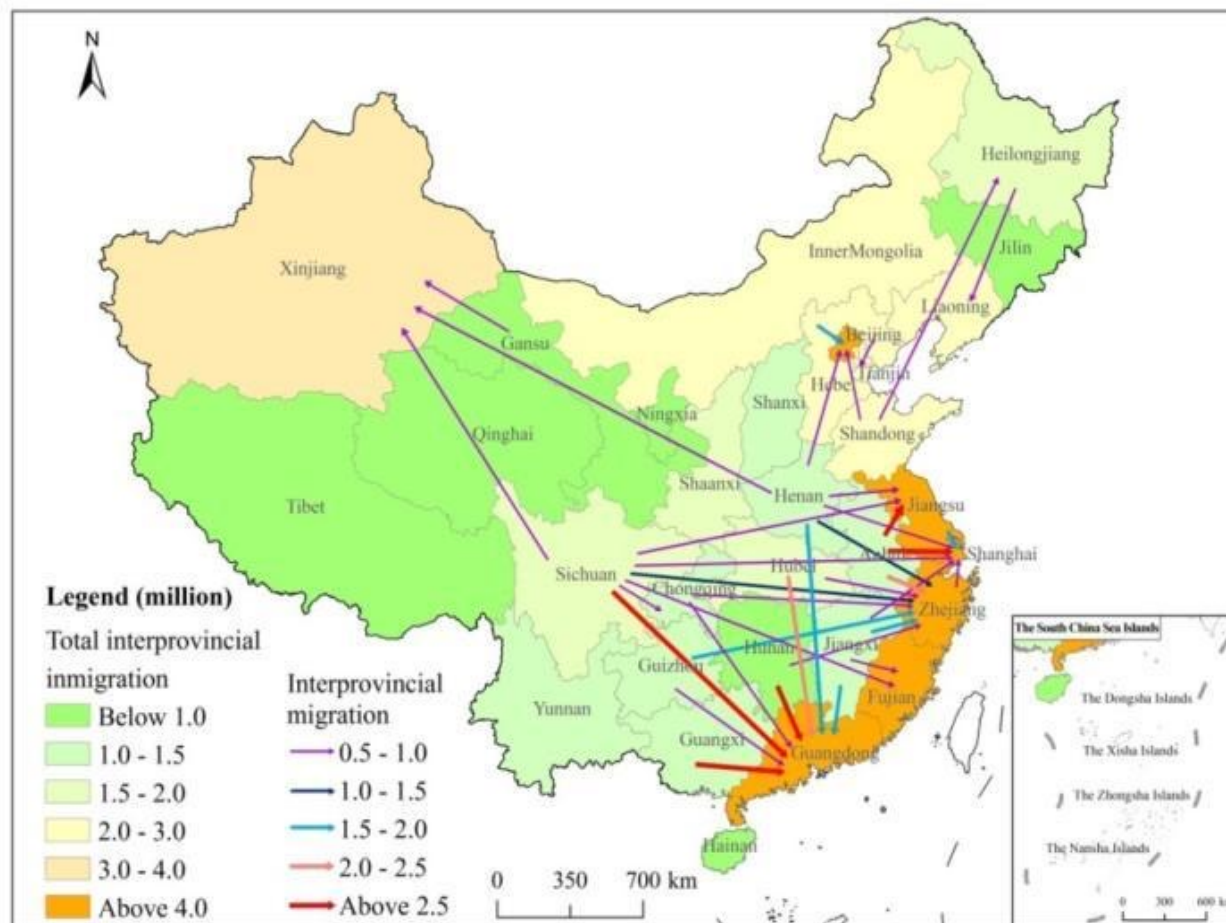 N
Heilongjiang
Jilin
InnerMongolia
Liaoning
Xinjiang
Beijing
Gansu
Tianjin
Hebei
Shanxi
Ningxia
Shandong
Qinghai
Shaanxi
Henan
Tibet
Jiangsu
Shanghai
Hubei
Sichuan
Chongqing
Zhejiang
Hunan
Jiangxi
Guizhou
Fujian
Yunnan
Guangxi
Guangdong
Hainan
Legend (million)
Total interprovincial
inmigration
Below 1.0
1.0 - 1.5
1.5 - 2.0
2.0 - 3.0
3.0 - 4.0
Above 4.0
Interprovincial
migration
0.5 - 1.0
1.0 - 1.5
1.5 - 2.0
2.0 - 2.5
Above 2.5
0 350 700 km
The South China Sea Islands
The Dongsha Islands
The Xisha Islands
The Zhongsha Islands
The Nansha Islands
0 300 600 km